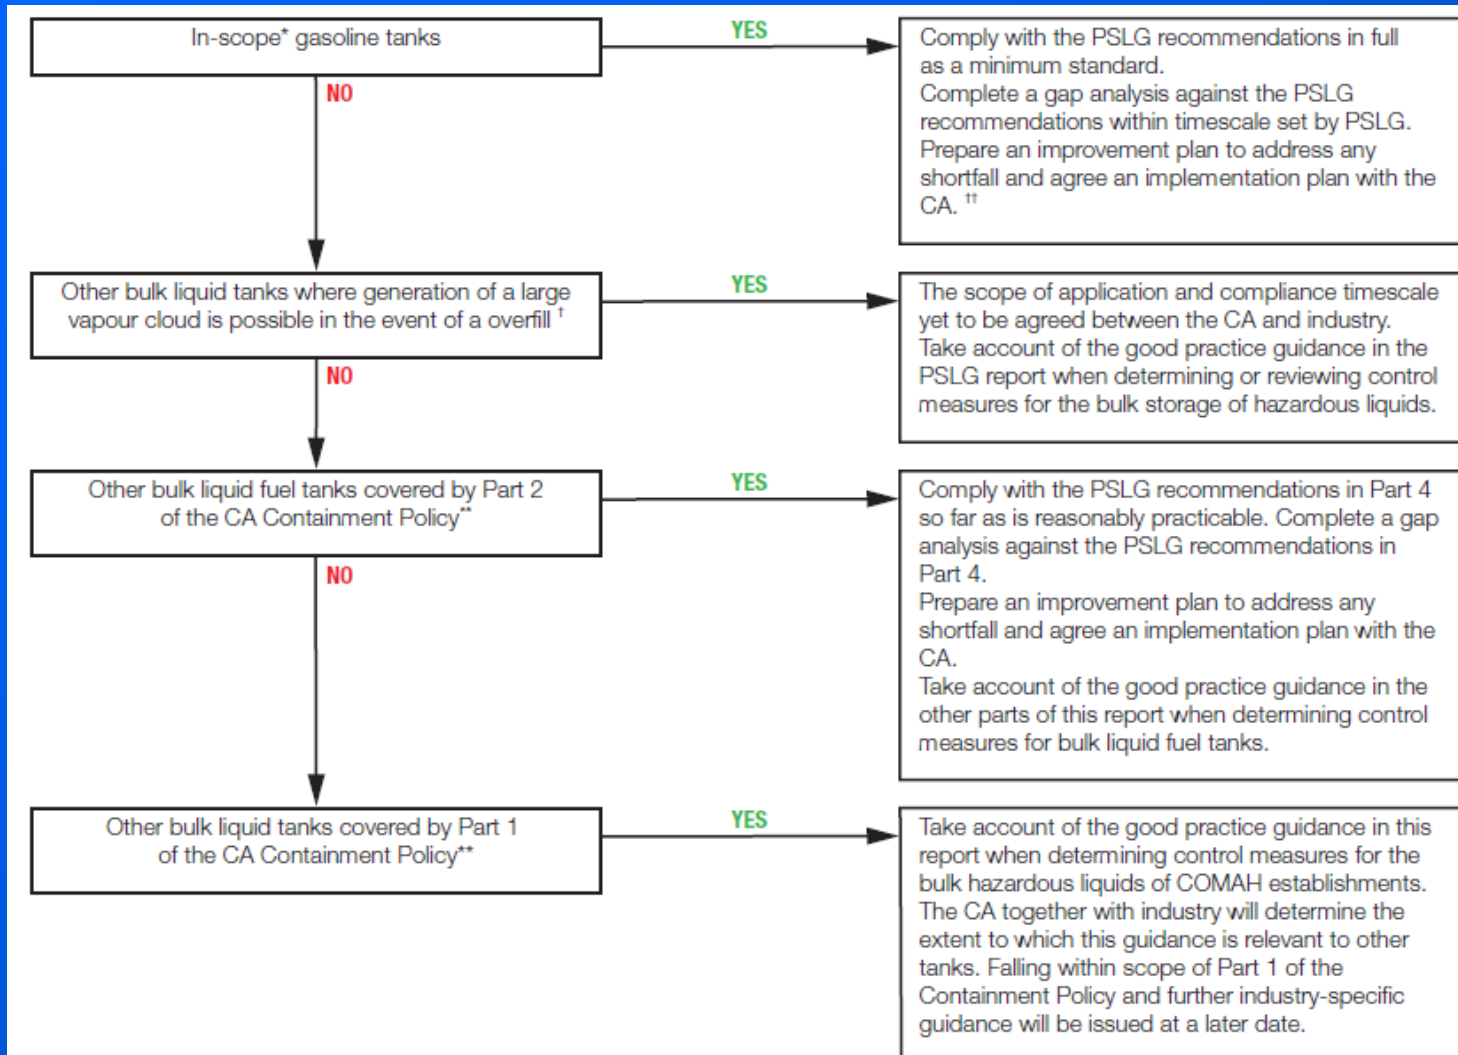 In-scope* gasoline tanks
YES
Comply with the PSLG recommendations in full
as a minimum standard.
Complete a gap analysis against the PSLG
recommendations within timescale set by PSLG.
Prepare an improvement plan to address any
shortfall and agree an implementation plan with the
CA. ††
NO
Other bulk liquid tanks where generation of a large
vapour cloud is possible in the event of a overfill †
YES
The scope of application and compliance timescale
yet to be agreed between the CA and industry.
Take account of the good practice guidance in the
PSLG report when determining or reviewing control
measures for the bulk storage of hazardous liquids.
NO
Other bulk liquid fuel tanks covered by Part 2
of the CA Containment Policy**
YES
Comply with the PSLG recommendations in Part 4
so far as is reasonably practicable. Complete a gap
analysis against the PSLG recommendations in
Part 4.
Prepare an improvement plan to address any
shortfall and agree an implementation plan with the
CA.
Take account of the good practice guidance in the
other parts of this report when determining control
measures for bulk liquid fuel tanks.
NO
Other bulk liquid tanks covered by Part 1
of the CA Containment Policy**
YES
Take account of the good practice guidance in this
report when determining control measures for the
bulk hazardous liquids of COMAH establishments.
The CA together with industry will determine the
extent to which this guidance is relevant to other
tanks. Falling within scope of Part 1 of the
Containment Policy and further industry-specific
guidance will be issued at a later date.